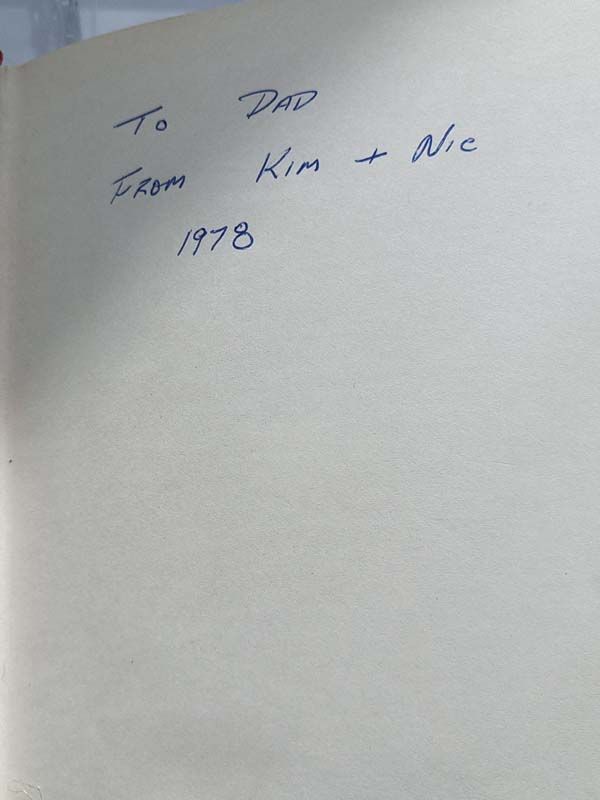 To DAD
FROM KIM + NIC
1978